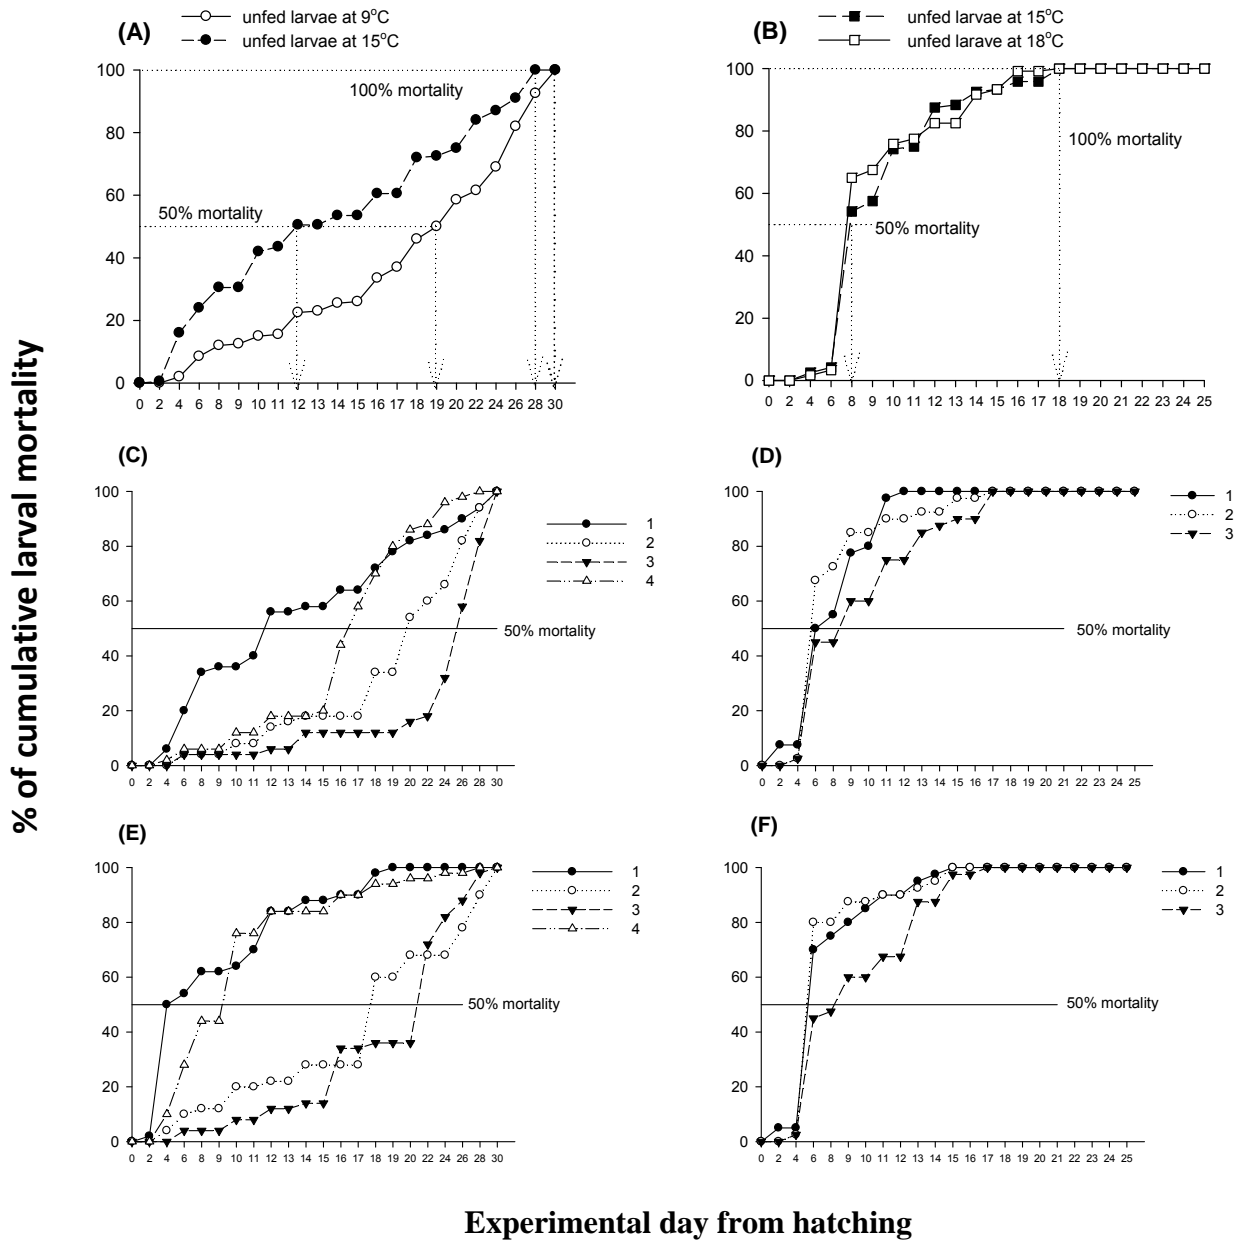 % of cumulative larval mortality
(A)
unfed larvae at 9°C
unfed larvae at 15°C
100
80
60
40
20
0
100% mortality
50% mortality
0 2 4 6 8 9 10 11 12 13 14 15 16 17 18 19 20 22 24 26 28 30
(B)
unfed larvae at 15°C
unfed larave at 18°C
100
80
60
40
20
0
100% mortality
50% mortality
0 2 4 6 8 9 10 11 12 13 14 15 16 17 18 19 20 21 22 23 24 25
(C)
100
80
60
40
20
0
1
2
3
4
50% mortality
0 2 4 6 8 9 10 11 12 13 14 15 16 17 18 19 20 22 24 26 28 30
(D)
100
80
60
40
20
0
1
2
3
50% mortality
0 2 4 6 8 9 10 11 12 13 14 15 16 17 18 19 20 21 22 23 24 25
(E)
100
80
60
40
20
0
1
2
3
4
50% mortality
0 2 4 6 8 9 10 11 12 13 14 15 16 17 18 19 20 22 24 26 28 30
(F)
100
80
60
40
20
0
1
2
3
50% mortality
0 2 4 6 8 9 10 11 12 13 14 15 16 17 18 19 20 21 22 23 24 25
Experimental day from hatching